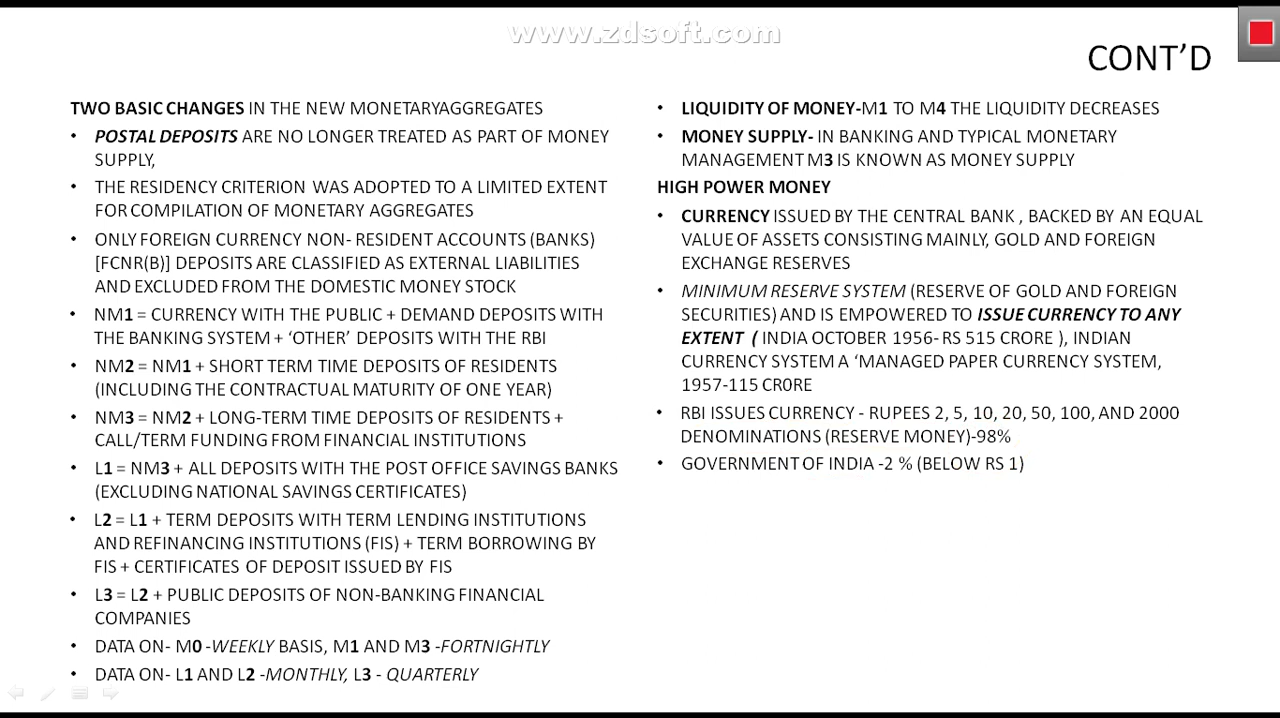 www.zdsoft.com
CONT'D
TWO BASIC CHANGES IN THE NEW MONETARYAGGREGATES
• POSTAL DEPOSITS ARE NO LONGER TREATED AS PART OF MONEY
SUPPLY,
• THE RESIDENCY CRITERION WAS ADOPTED TO A LIMITED EXTENT
FOR COMPILATION OF MONETARY AGGREGATES
• ONLY FOREIGN CURRENCY NON- RESIDENT ACCOUNTS (BANKS)
[FCNR(B)] DEPOSITS ARE CLASSIFIED AS EXTERNAL LIABILITIES
AND EXCLUDED FROM THE DOMESTIC MONEY STOCK
• NM1 = CURRENCY WITH THE PUBLIC + DEMAND DEPOSITS WITH
THE BANKING SYSTEM + ‘OTHER’ DEPOSITS WITH THE RBI
• NM2 = NM1 + SHORT TERM TIME DEPOSITS OF RESIDENTS
(INCLUDING THE CONTRACTUAL MATURITY OF ONE YEAR)
• NM3 = NM2 + LONG-TERM TIME DEPOSITS OF RESIDENTS +
CALL/TERM FUNDING FROM FINANCIAL INSTITUTIONS
• L1 = NM3 + ALL DEPOSITS WITH THE POST OFFICE SAVINGS BANKS
(EXCLUDING NATIONAL SAVINGS CERTIFICATES)
• L2 = L1 + TERM DEPOSITS WITH TERM LENDING INSTITUTIONS
AND REFINANCING INSTITUTIONS (FIS) + TERM BORROWING BY
FIS + CERTIFICATES OF DEPOSIT ISSUED BY FIS
• L3 = L2 + PUBLIC DEPOSITS OF NON-BANKING FINANCIAL
COMPANIES
• DATA ON- M0 -WEEKLY BASIS, M1 AND M3 -FORTNIGHTLY
• DATA ON- L1 AND L2 -MONTHLY, L3 - QUARTERLY
• LIQUIDITY OF MONEY-M1 TO M4 THE LIQUIDITY DECREASES
• MONEY SUPPLY- IN BANKING AND TYPICAL MONETARY
MANAGEMENT M3 IS KNOWN AS MONEY SUPPLY
HIGH POWER MONEY
• CURRENCY ISSUED BY THE CENTRAL BANK , BACKED BY AN EQUAL
VALUE OF ASSETS CONSISTING MAINLY, GOLD AND FOREIGN
EXCHANGE RESERVES
• MINIMUM RESERVE SYSTEM (RESERVE OF GOLD AND FOREIGN
SECURITIES) AND IS EMPOWERED TO ISSUE CURRENCY TO ANY
EXTENT ( INDIA OCTOBER 1956- RS 515 CRORE ), INDIAN
CURRENCY SYSTEM A ‘MANAGED PAPER CURRENCY SYSTEM,
1957-115 CR0RE
• RBI ISSUES CURRENCY - RUPEES 2, 5, 10, 20, 50, 100, AND 2000
DENOMINATIONS (RESERVE MONEY)-98%
• GOVERNMENT OF INDIA -2 % (BELOW RS 1)